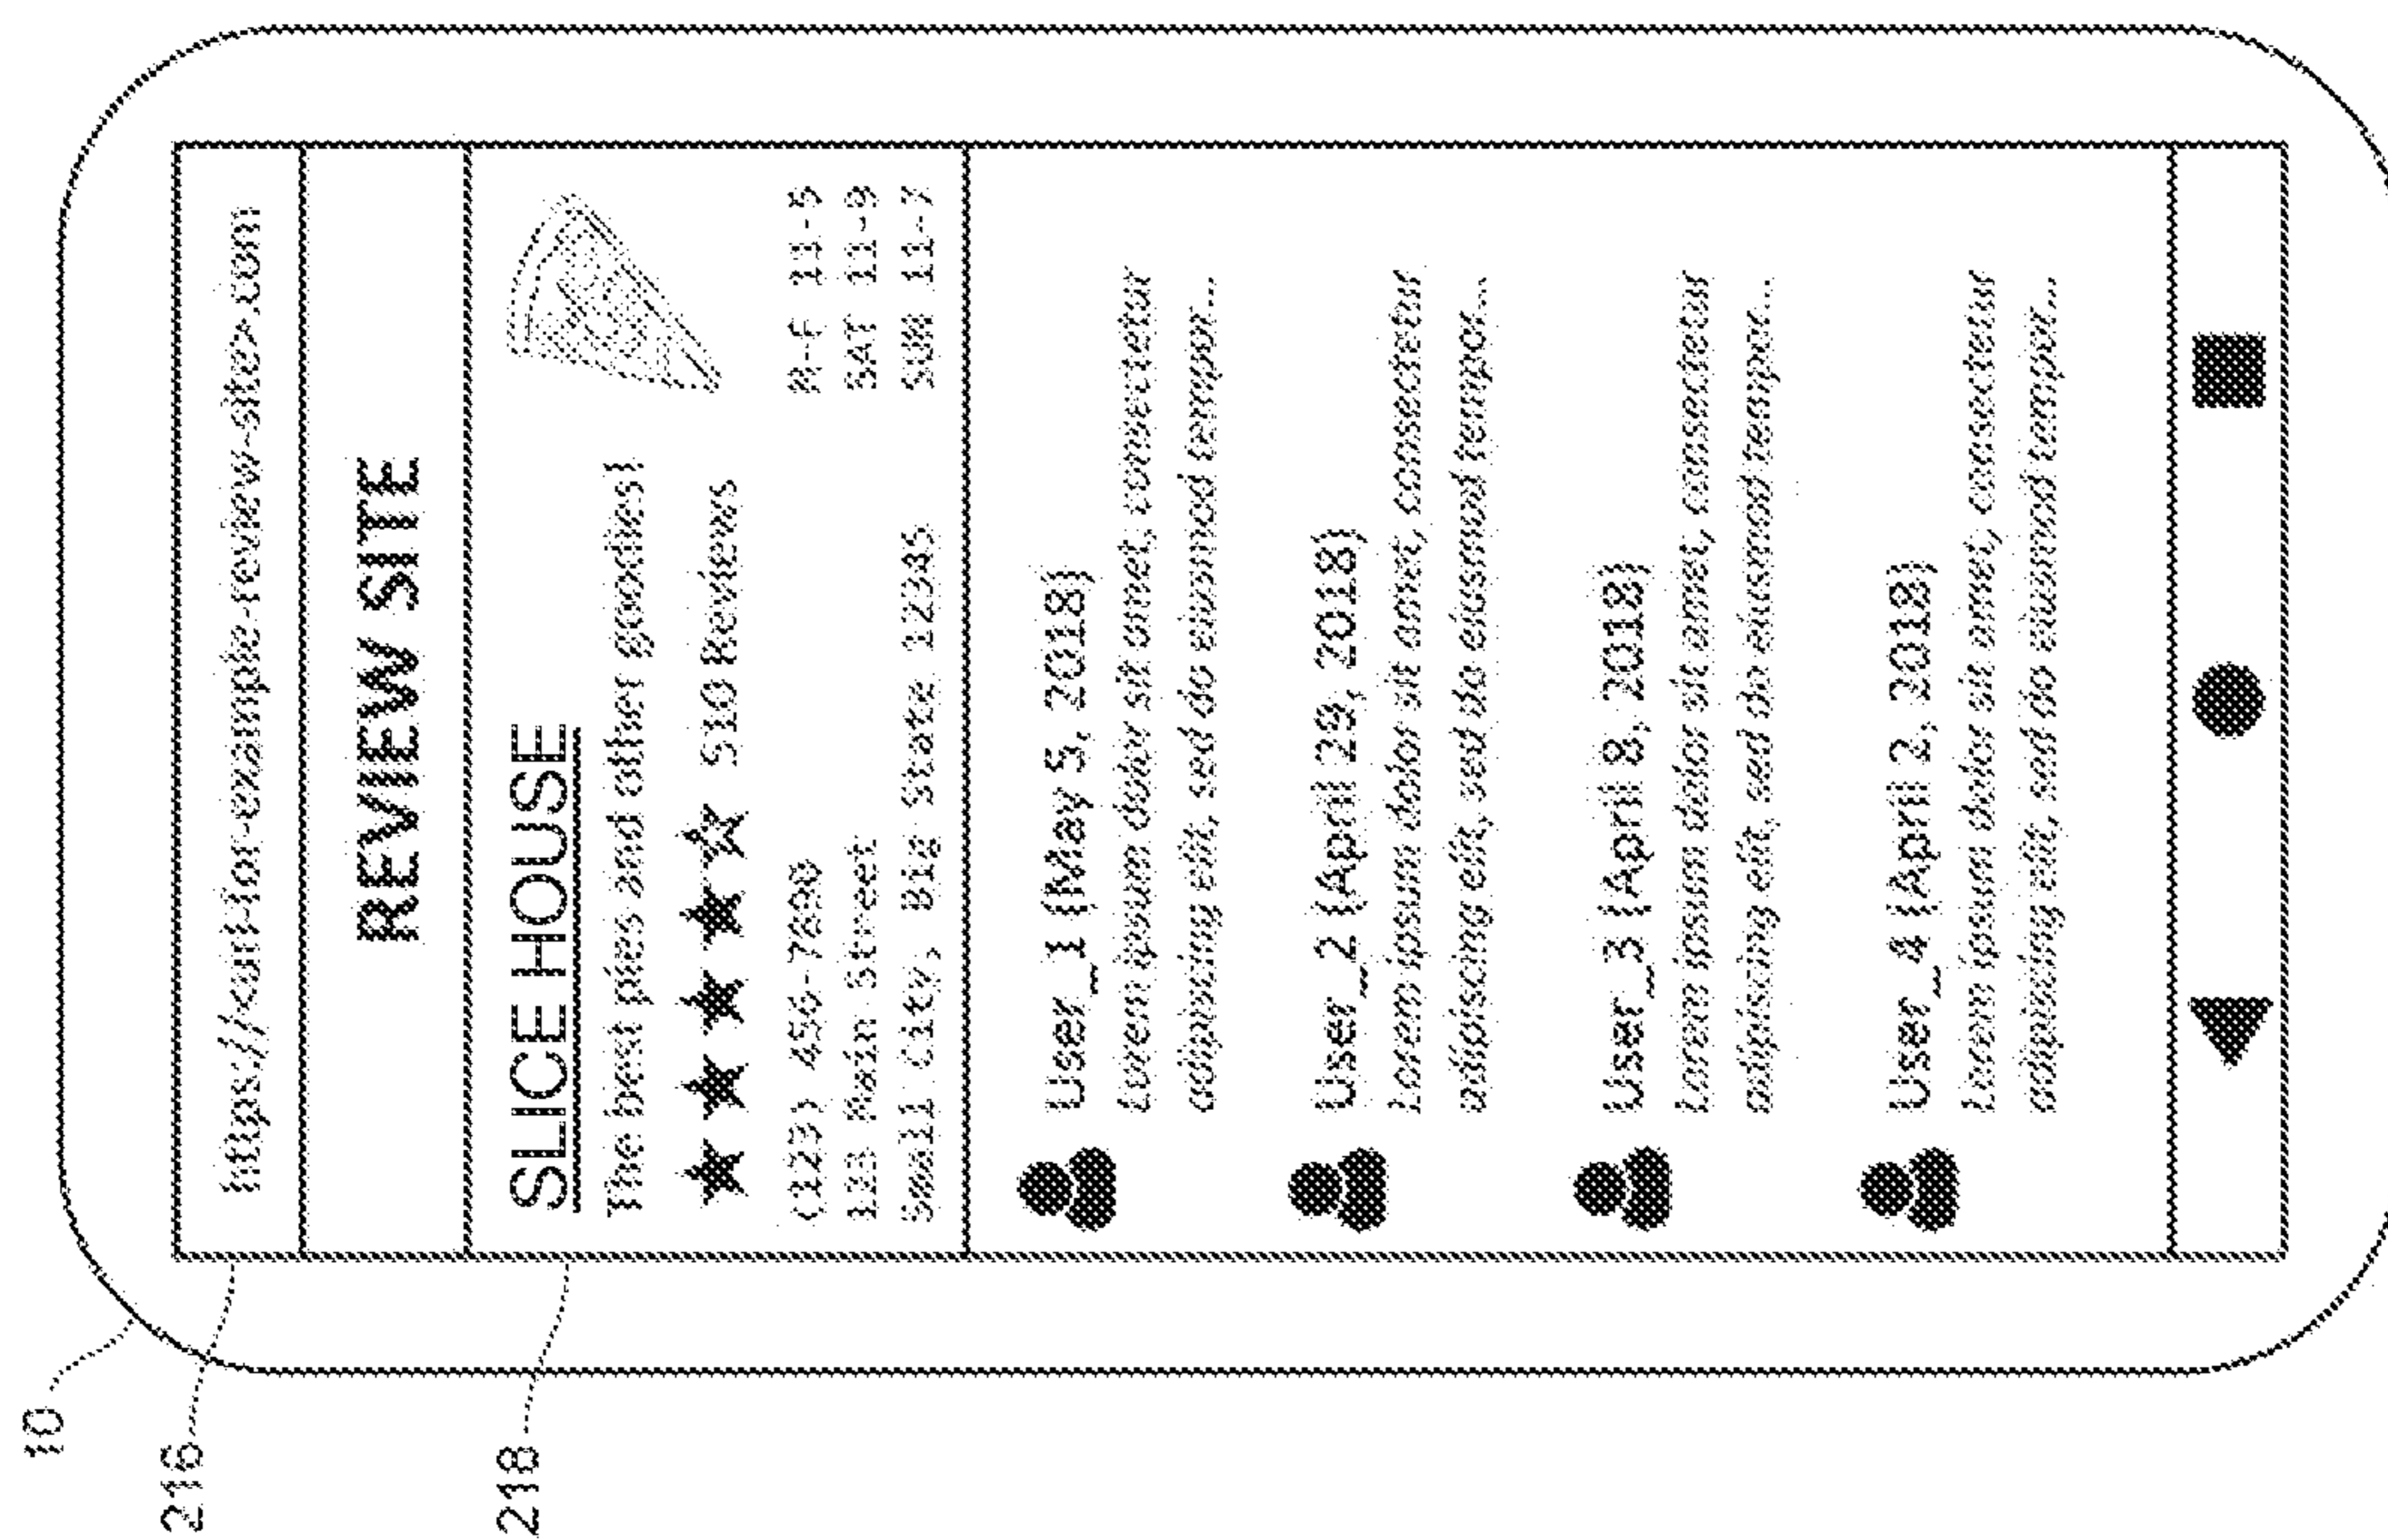 10
216
https://<url-for-example-review-site>.com
REVIEW SITE
218
SLICE HOUSE
The best pies and other goodies!
510 Reviews
(123) 456-7890
123 Main Street
Small City, Big State 12345
M-F 11-5
SAT 11-9
SUN 11-7
User_1 (May 5, 2018)
Lorem ipsum dolor sit amet, consectetur
adipiscing elit, sed do eiusmod tempor...
User_2 (April 29, 2018)
Lorem ipsum dolor sit amet, consectetur
adipiscing elit, sed do eiusmod tempor...
User_3 (April 8, 2018)
Lorem ipsum dolor sit amet, consectetur
adipiscing elit, sed do eiusmod tempor...
User_4 (April 2, 2018)
Lorem ipsum dolor sit amet, consectetur
adipiscing elit, sed do eiusmod tempor...